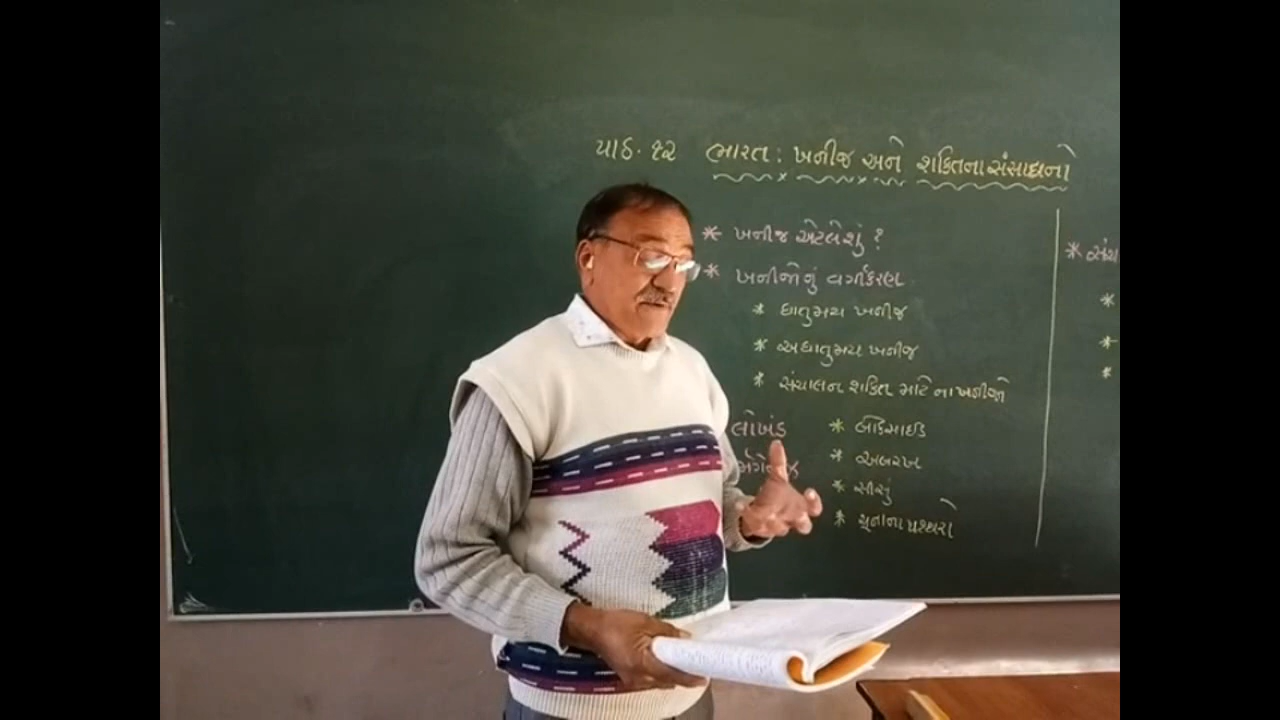 પાઠ. ૧૨ ભારત : ખનીજ અને શક્તિના સંસાધનો
* ખનીજ એટલે શું ?
* ખનીજોનું વર્ગીકરણ
* ધાતુમય ખનીજ
* અધાતુમય ખનીજ
* સંચાલન શક્તિ માટેના ખનીજો
લોખંડ
* બોક્સાઈડ
* અબરખ
* સીસું
* ચૂનાના પથ્થરો
* સંચા
*
*
*